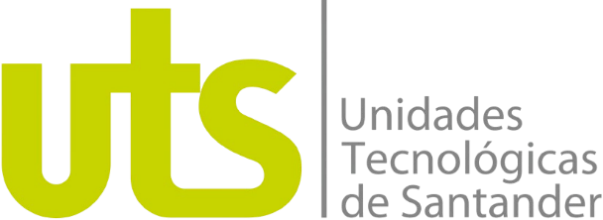 uts
Unidades
Tecnológicas
de Santander